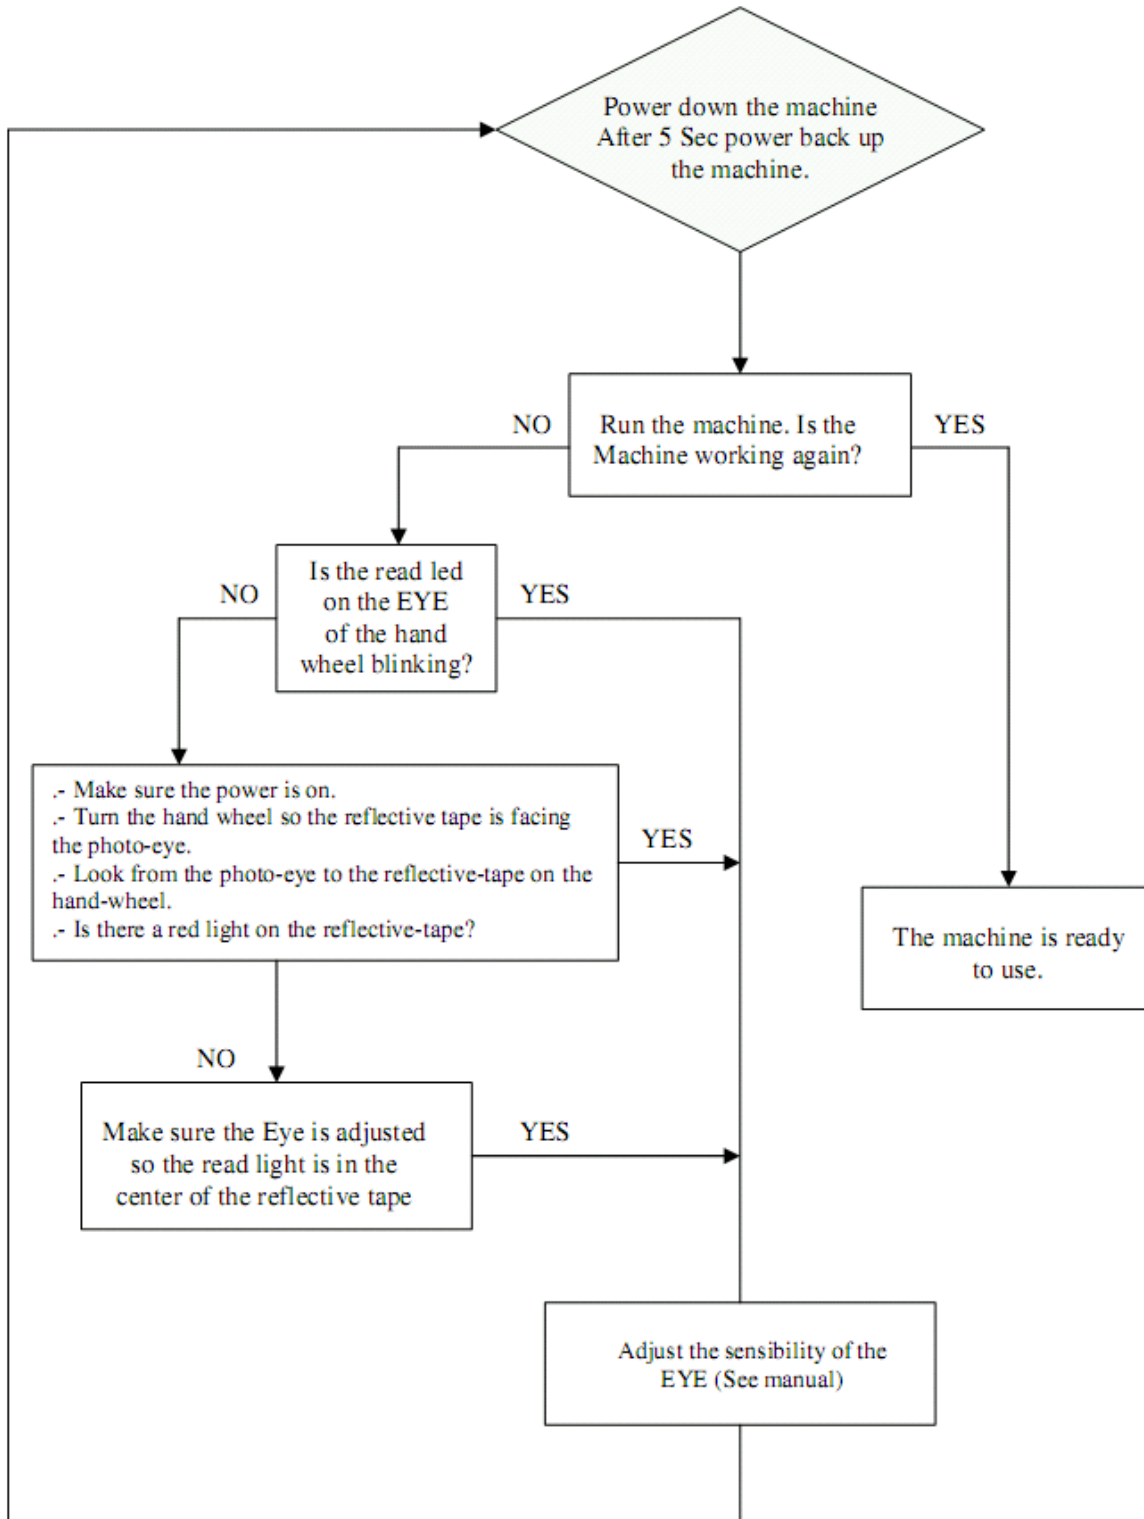 Power down the machine
After 5 Sec power back up
the machine.
NO
Run the machine. Is the
Machine working again?
YES
NO
Is the read led
on the EYE
of the hand
wheel blinking?
YES
.- Make sure the power is on.
.- Turn the hand wheel so the reflective tape is facing
the photo-eye.
.- Look from the photo-eye to the reflective-tape on the
hand-wheel.
.- Is there a red light on the reflective-tape?
YES
The machine is ready
to use.
NO
Make sure the Eye is adjusted
so the read light is in the
center of the reflective tape
YES
Adjust the sensibility of the
EYE (See manual)